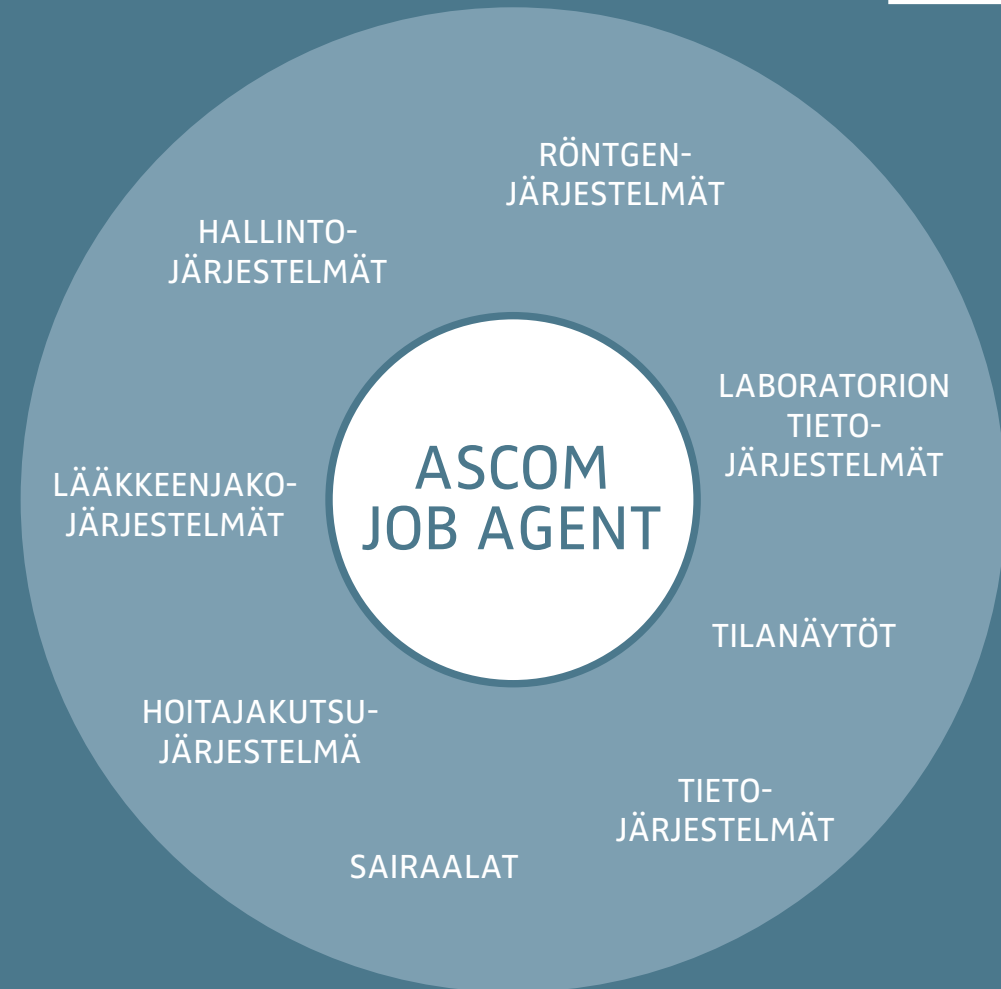 RÖNTGEN-
JÄRJESTELMÄT
HALLINTO-
JÄRJESTELMÄT
LABORATORION
TIETO-
JÄRJESTELMÄT
ASCOM
JOB AGENT
LÄÄKKEENJAKO-
JÄRJESTELMÄT
TILANÄYTÖT
HOITAJAKUTSU-
JÄRJESTELMÄ
TIETO-
JÄRJESTELMÄT
SAIRAALAT